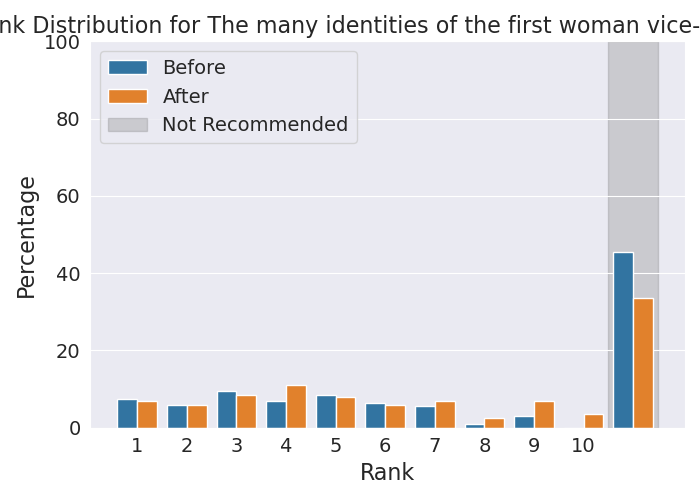 nk Distribution for The many identities of the first woman vice-
100
80
60
40
20
0
Percentage
Before
After
Not Recommended
1 2 3 4 5 6 7 8 9 10
Rank